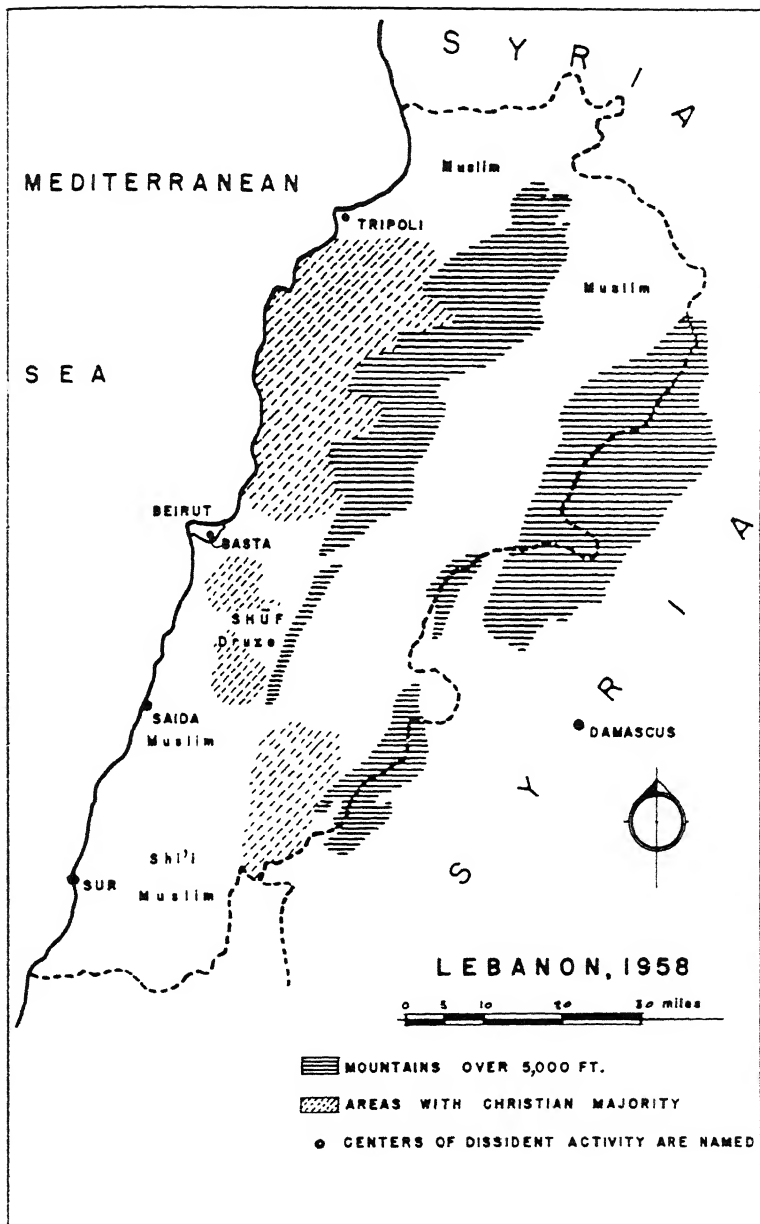 SYRIA
Muslim
MEDITERRANEAN
TRIPOLI
Muslim
SEA
BEIRUT
BASTA
SHŪF
Druze
SYRIA
SAIDA
Muslim
DAMASCUS
Shi'i
Muslim
SUR
LEBANON, 1958
0 5 10 20 30 miles
MOUNTAINS OVER 5,000 FT.
AREAS WITH CHRISTIAN MAJORITY
CENTERS OF DISSIDENT ACTIVITY ARE NAMED